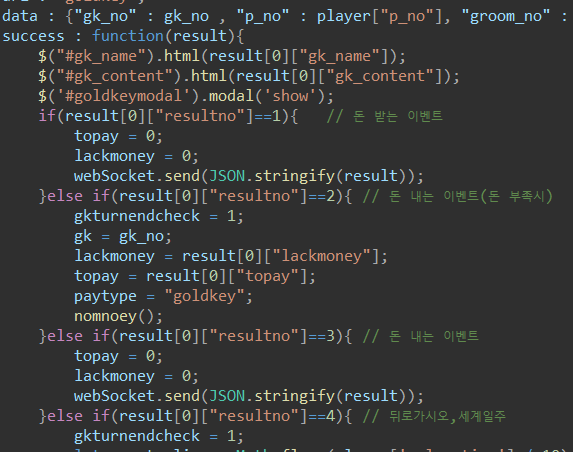 data : {"gk_no" : gk_no , "p_no" : player["p_no"], "groom_no" :
success : function(result){
$("#gk_name").html(result[0]["gk_name"]);
$("#gk_content").html(result[0]["gk_content"]);
$('#goldkeymodal').modal('show');
if(result[0]["resultno"]==1){ // 돈 받는 이벤트
topay = 0;
lackmoney = 0;
webSocket.send(JSON.stringify(result));
}else if(result[0]["resultno"]==2){ // 돈 내는 이벤트(돈 부족시)
gkturnendcheck = 1;
gk = gk_no;
lackmoney = result[0]["lackmoney"];
topay = result[0]["topay"];
paytype = "goldkey";
nomnoey();
}else if(result[0]["resultno"]==3){ // 돈 내는 이벤트
topay = 0;
lackmoney = 0;
webSocket.send(JSON.stringify(result));
}else if(result[0]["resultno"]==4){ // 뒤로가시오,세계일주
gkturnendcheck = 1;